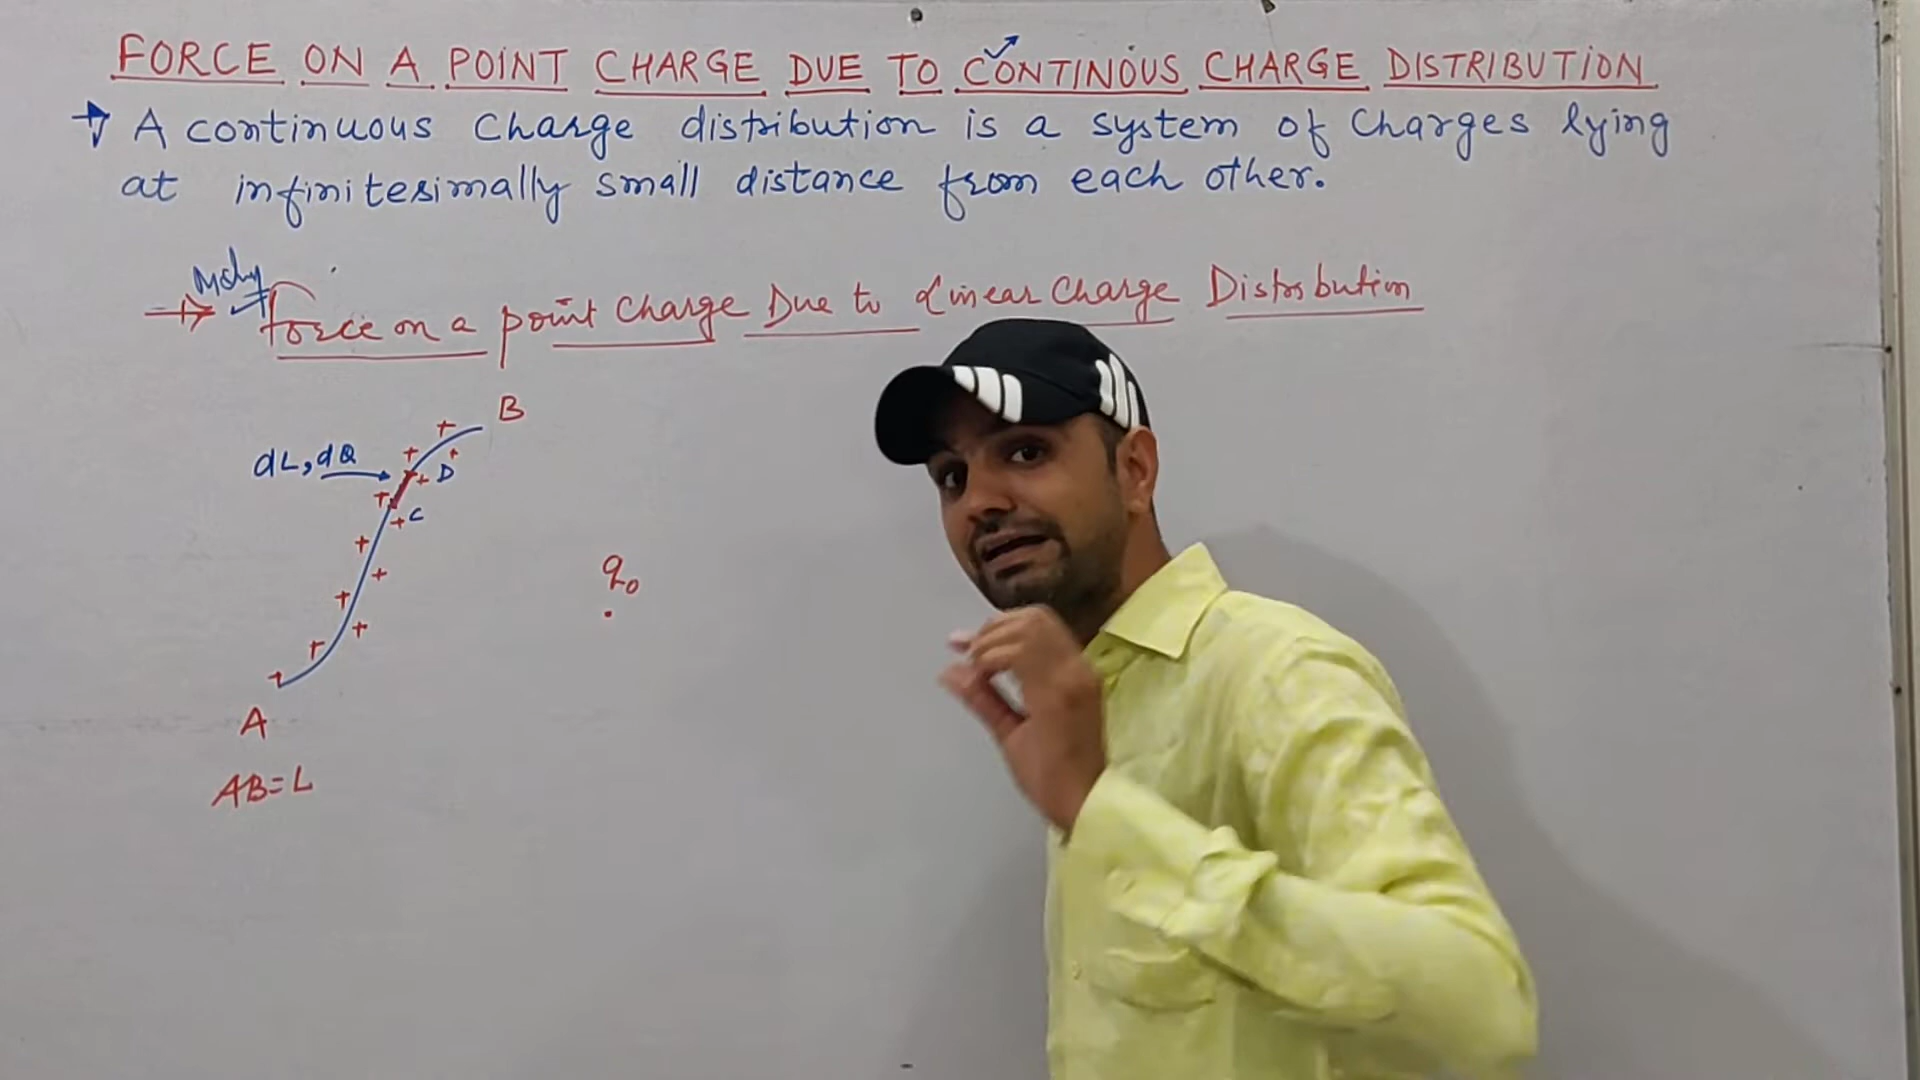 FORCE ON A POINT CHARGE DUE TO CONTINOUS CHARGE DISTRIBUTION
A continuous charge distribution is a system of charges lying
at infinitesimally small distance from each other.
Force on a point charge Due to Linear Charge Distribution
B
dL, dQ
D
C
q₀
A
AB=L